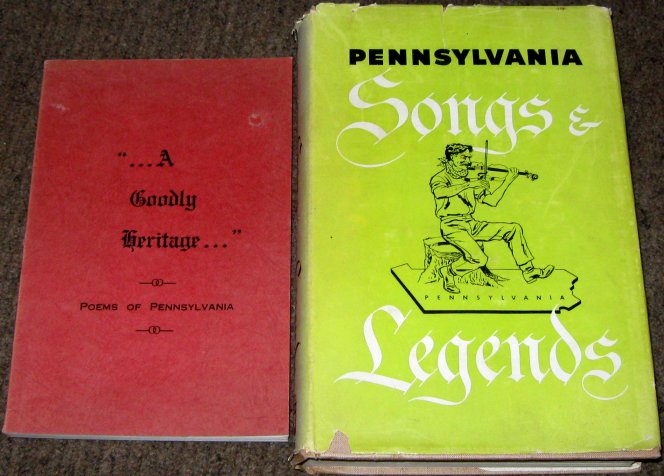 "...A
Goodly
Heritage..."
POEMS OF PENNSYLVANIA
PENNSYLVANIA
Songs &
PENNSYLVANIA
Legends